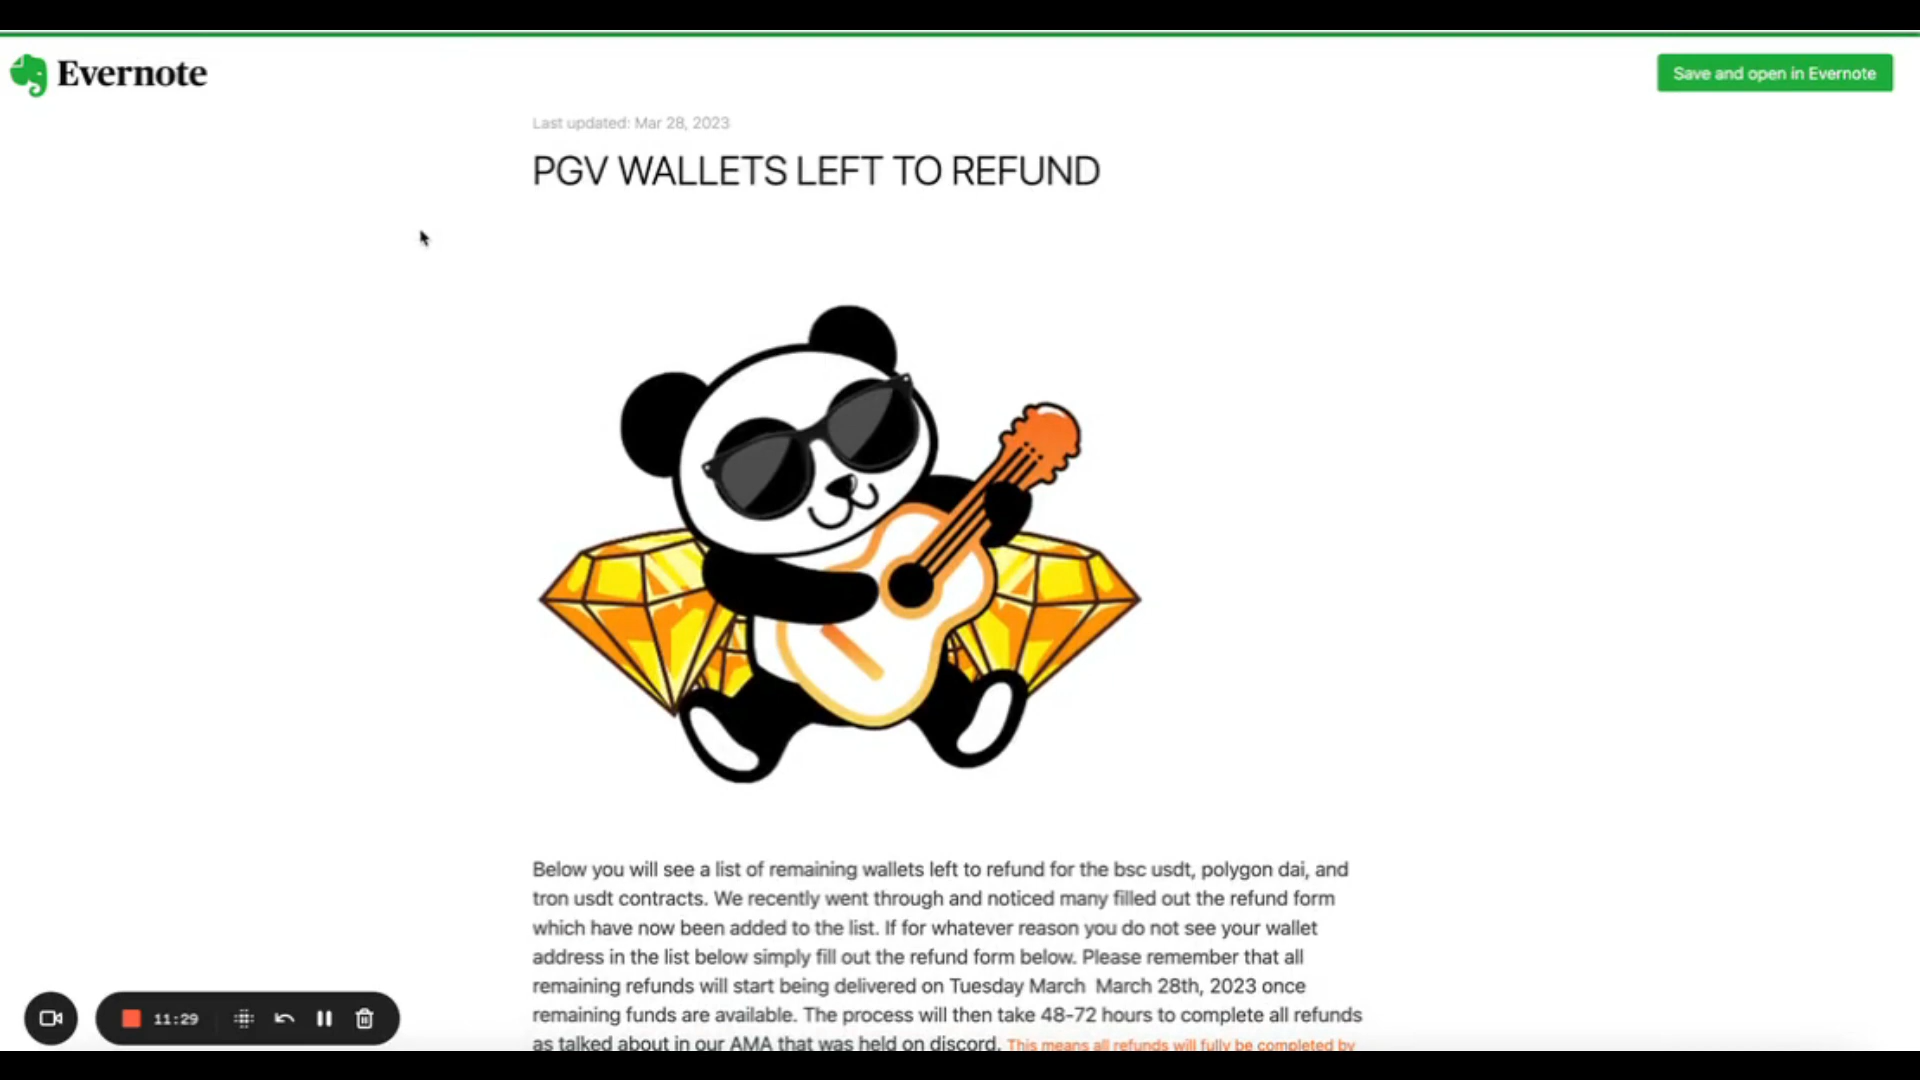 Evernote
Save and open in Evernote
Last updated: Mar 28, 2023
PGV WALLETS LEFT TO REFUND
Below you will see a list of remaining wallets left to refund for the bsc usdt, polygon dai, and
tron usdt contracts. We recently went through and noticed many filled out the refund form
which have now been added to the list. If for whatever reason you do not see your wallet
address in the list below simply fill out the refund form below. Please remember that all
remaining refunds will start being delivered on Tuesday March  March 28th, 2023 once
remaining funds are available. The process will then take 48-72 hours to complete all refunds
as talked about in our AMA that was held on discord. This means all refunds will fully be completed by
11:29